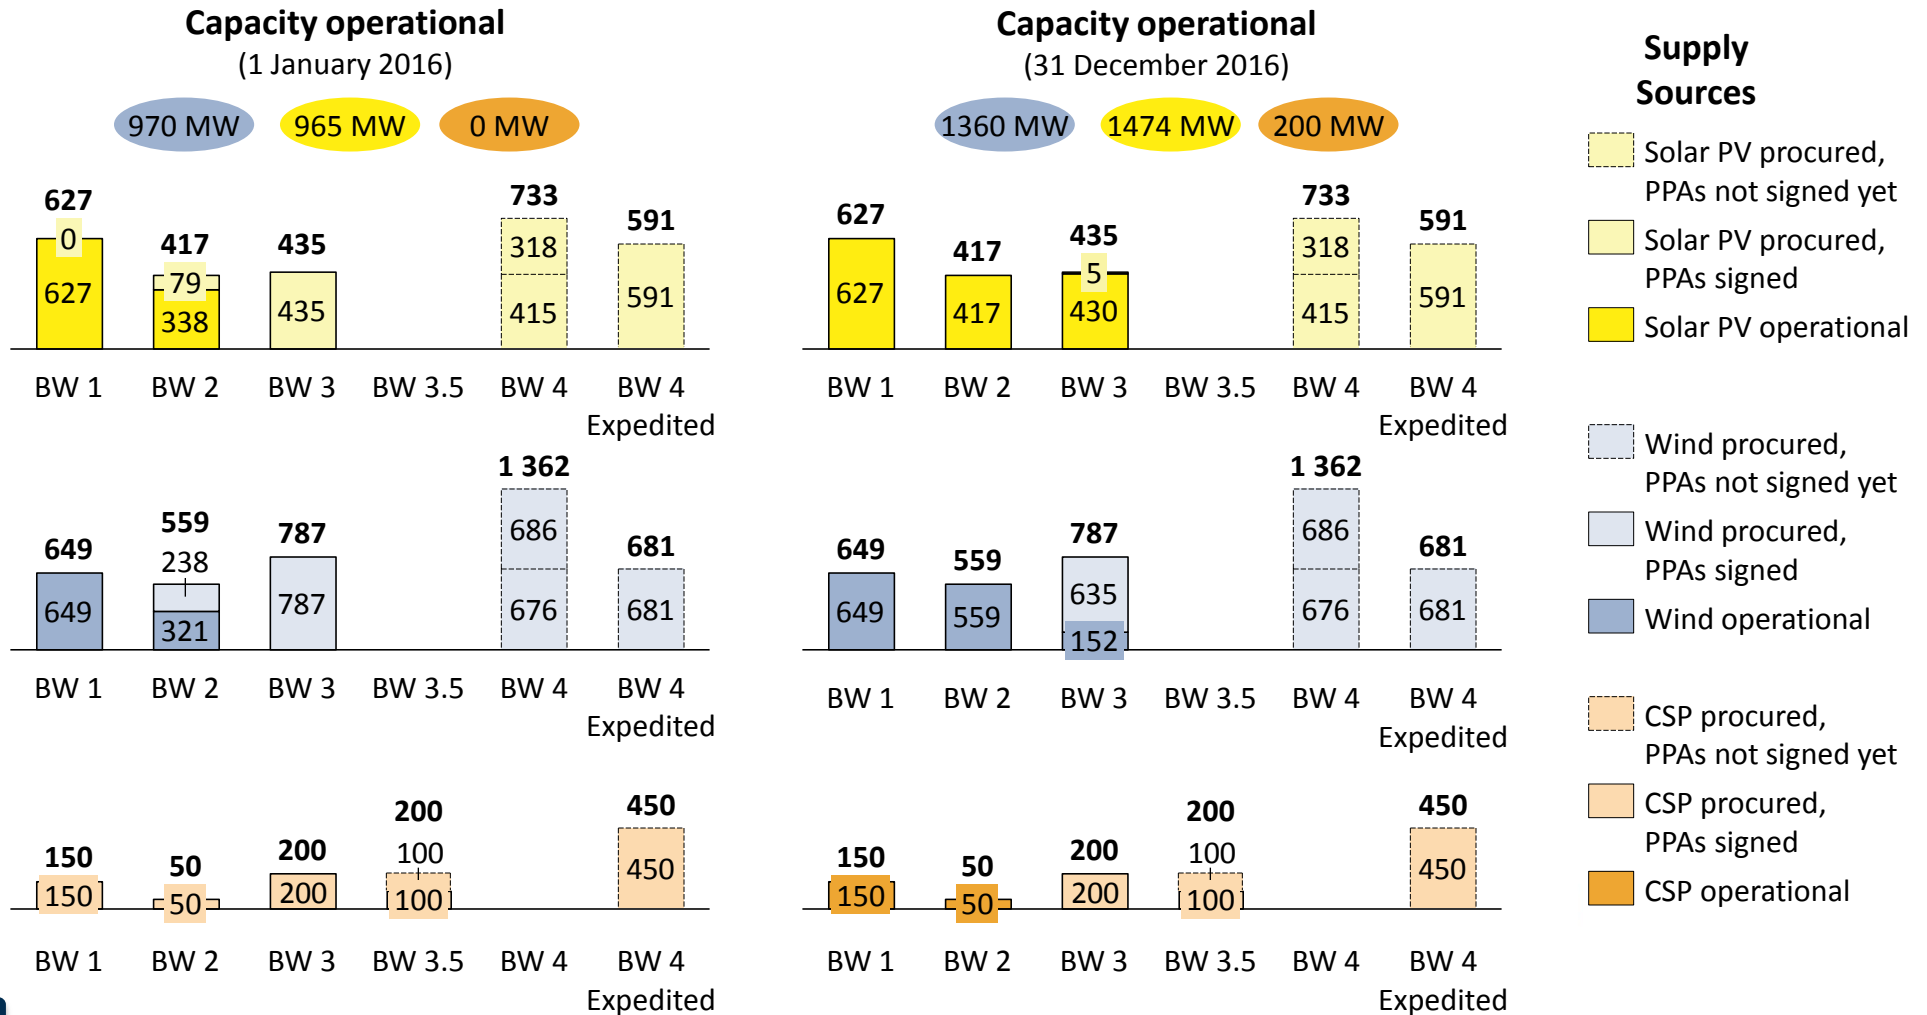 Capacity operational
(1 January 2016)
970 MW 965 MW 0 MW
627 0 627
417 79 338
435 435
733 318 415
591 591
BW 1 BW 2 BW 3 BW 3.5 BW 4 BW 4
Expedited
649 649
559 238 321
787 787
1 362 686 676
681 681
BW 1 BW 2 BW 3 BW 3.5 BW 4 BW 4
Expedited
150 150
50 50
200 200
200 100 100
450 450
BW 1 BW 2 BW 3 BW 3.5 BW 4 BW 4
Expedited
Capacity operational
(31 December 2016)
1360 MW 1474 MW 200 MW
627 627
417 417
435 5 430
733 318 415
591 591
BW 1 BW 2 BW 3 BW 3.5 BW 4 BW 4
Expedited
649 649
559 559
787 635 152
1 362 686 676
681 681
BW 1 BW 2 BW 3 BW 3.5 BW 4 BW 4
Expedited
150 150
50 50
200 200
200 100 100
450 450
BW 1 BW 2 BW 3 BW 3.5 BW 4 BW 4
Expedited
Supply
Sources
Solar PV procured,
PPAs not signed yet
Solar PV procured,
PPAs signed
Solar PV operational
Wind procured,
PPAs not signed yet
Wind procured,
PPAs signed
Wind operational
CSP procured,
PPAs not signed yet
CSP procured,
PPAs signed
CSP operational